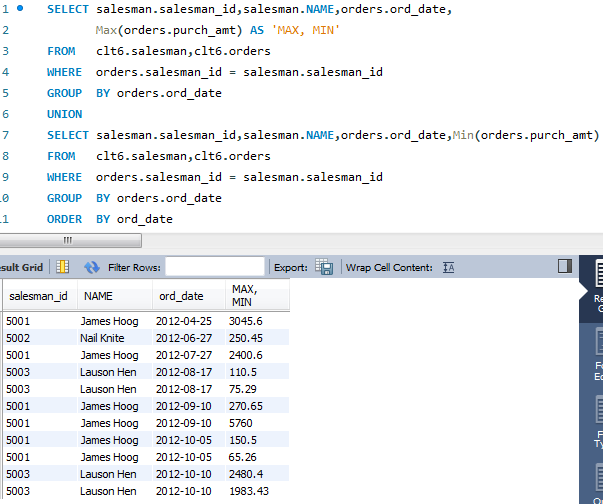 1 SELECT salesman.salesman_id,salesman.NAME,orders.ord_date,
2 Max(orders.purch_amt) AS 'MAX, MIN'
3 FROM clt6.salesman,clt6.orders
4 WHERE orders.salesman_id = salesman.salesman_id
5 GROUP BY orders.ord_date
6 UNION
7 SELECT salesman.salesman_id,salesman.NAME,orders.ord_date,Min(orders.purch_amt)
8 FROM clt6.salesman,clt6.orders
9 WHERE orders.salesman_id = salesman.salesman_id
10 GROUP BY orders.ord_date
11 ORDER BY ord_date
esult Grid Filter Rows: Export: Wrap Cell Content:
salesman_id NAME ord_date MAX,
MIN
5001 James Hoog 2012-04-25 3045.6
5002 Nail Knite 2012-06-27 250.45
5001 James Hoog 2012-07-27 2400.6
5003 Lauson Hen 2012-08-17 110.5
5003 Lauson Hen 2012-08-17 75.29
5001 James Hoog 2012-09-10 270.65
5001 James Hoog 2012-09-10 5760
5001 James Hoog 2012-10-05 150.5
5001 James Hoog 2012-10-05 65.26
5003 Lauson Hen 2012-10-10 2480.4
5003 Lauson Hen 2012-10-10 1983.43